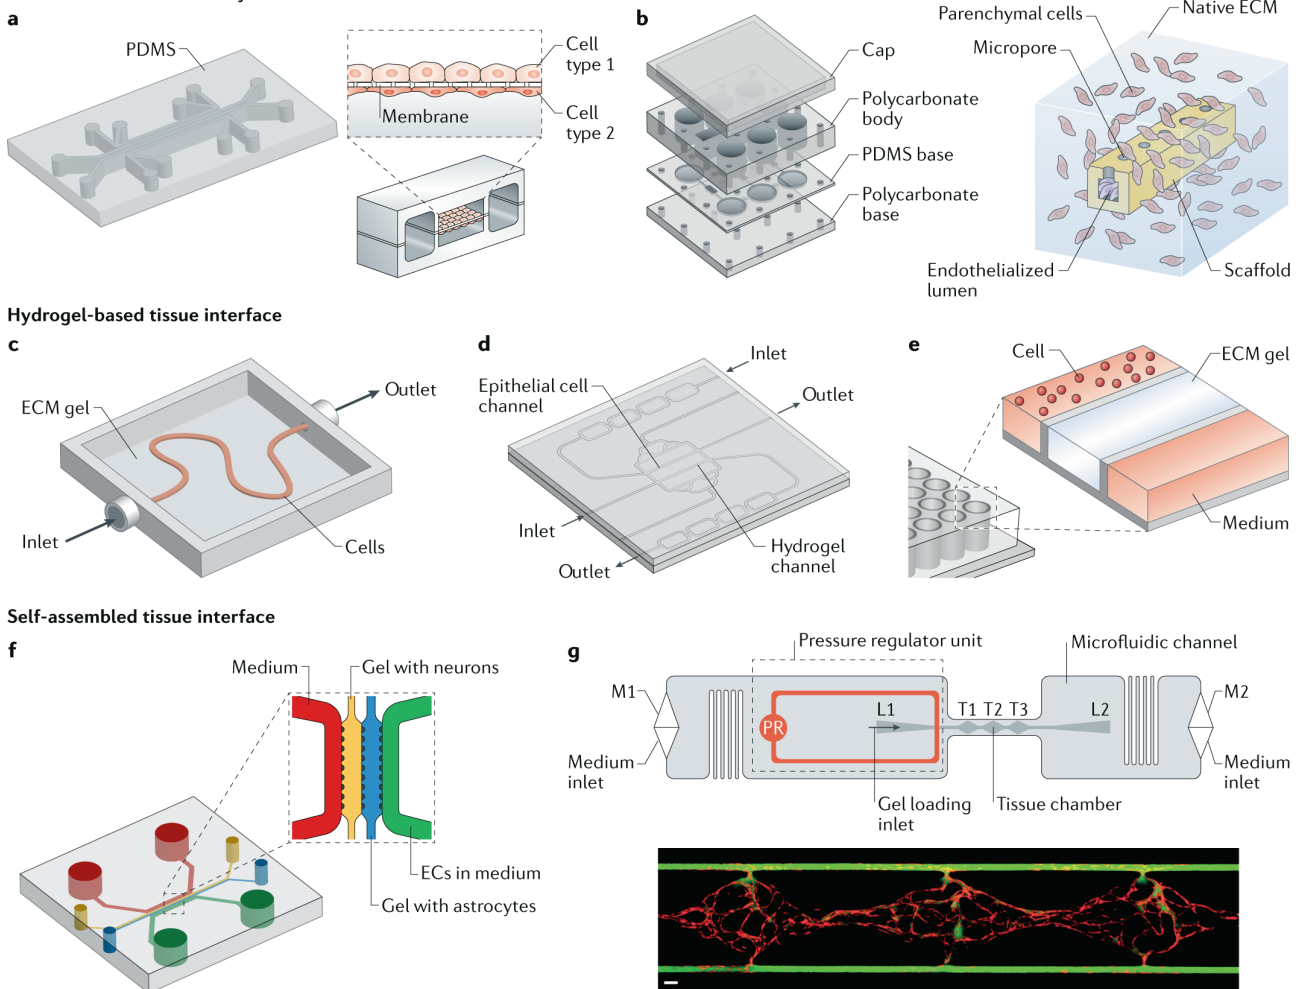 a
PDMS
Cell
type 1
Membrane
Cell
type 2
b
Cap
Polycarbonate
body
PDMS base
Polycarbonate
base
Parenchymal cells
Native ECM
Micropore
Endothelialized
lumen
Scaffold
Hydrogel-based tissue interface
c
ECM gel
Outlet
Inlet
Cells
d
Inlet
Epithelial cell
channel
Outlet
Inlet
Outlet
Hydrogel
channel
e
Cell
ECM gel
Medium
Self-assembled tissue interface
f
Medium
Gel with neurons
ECs in medium
Gel with astrocytes
g
Pressure regulator unit
Microfluidic channel
M1
PR
L1
T1 T2 T3
L2
M2
Medium
inlet
Gel loading
inlet
Tissue chamber
Medium
inlet